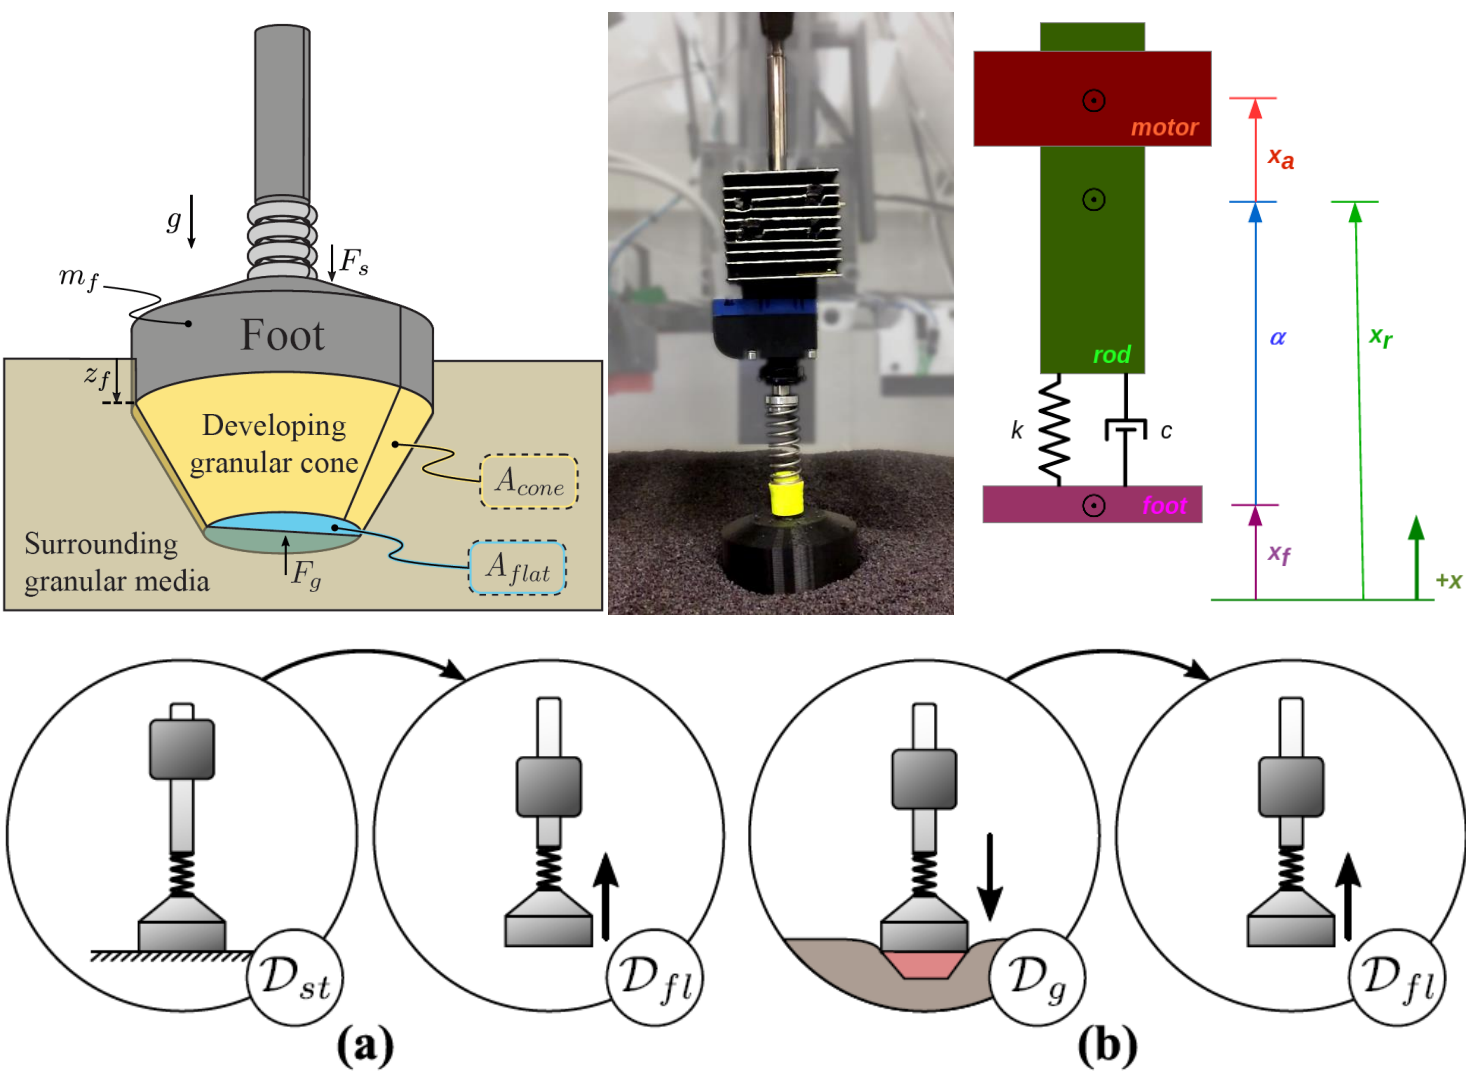 g
F_s
m_f
Foot
z_f
Developing
granular cone
A_cone
A_flat
Surrounding
granular media
F_g
motor
x_a
rod
α
x_r
k
c
foot
x_f
+x
D_st
D_fl
D_g
D_fl
(a)
(b)